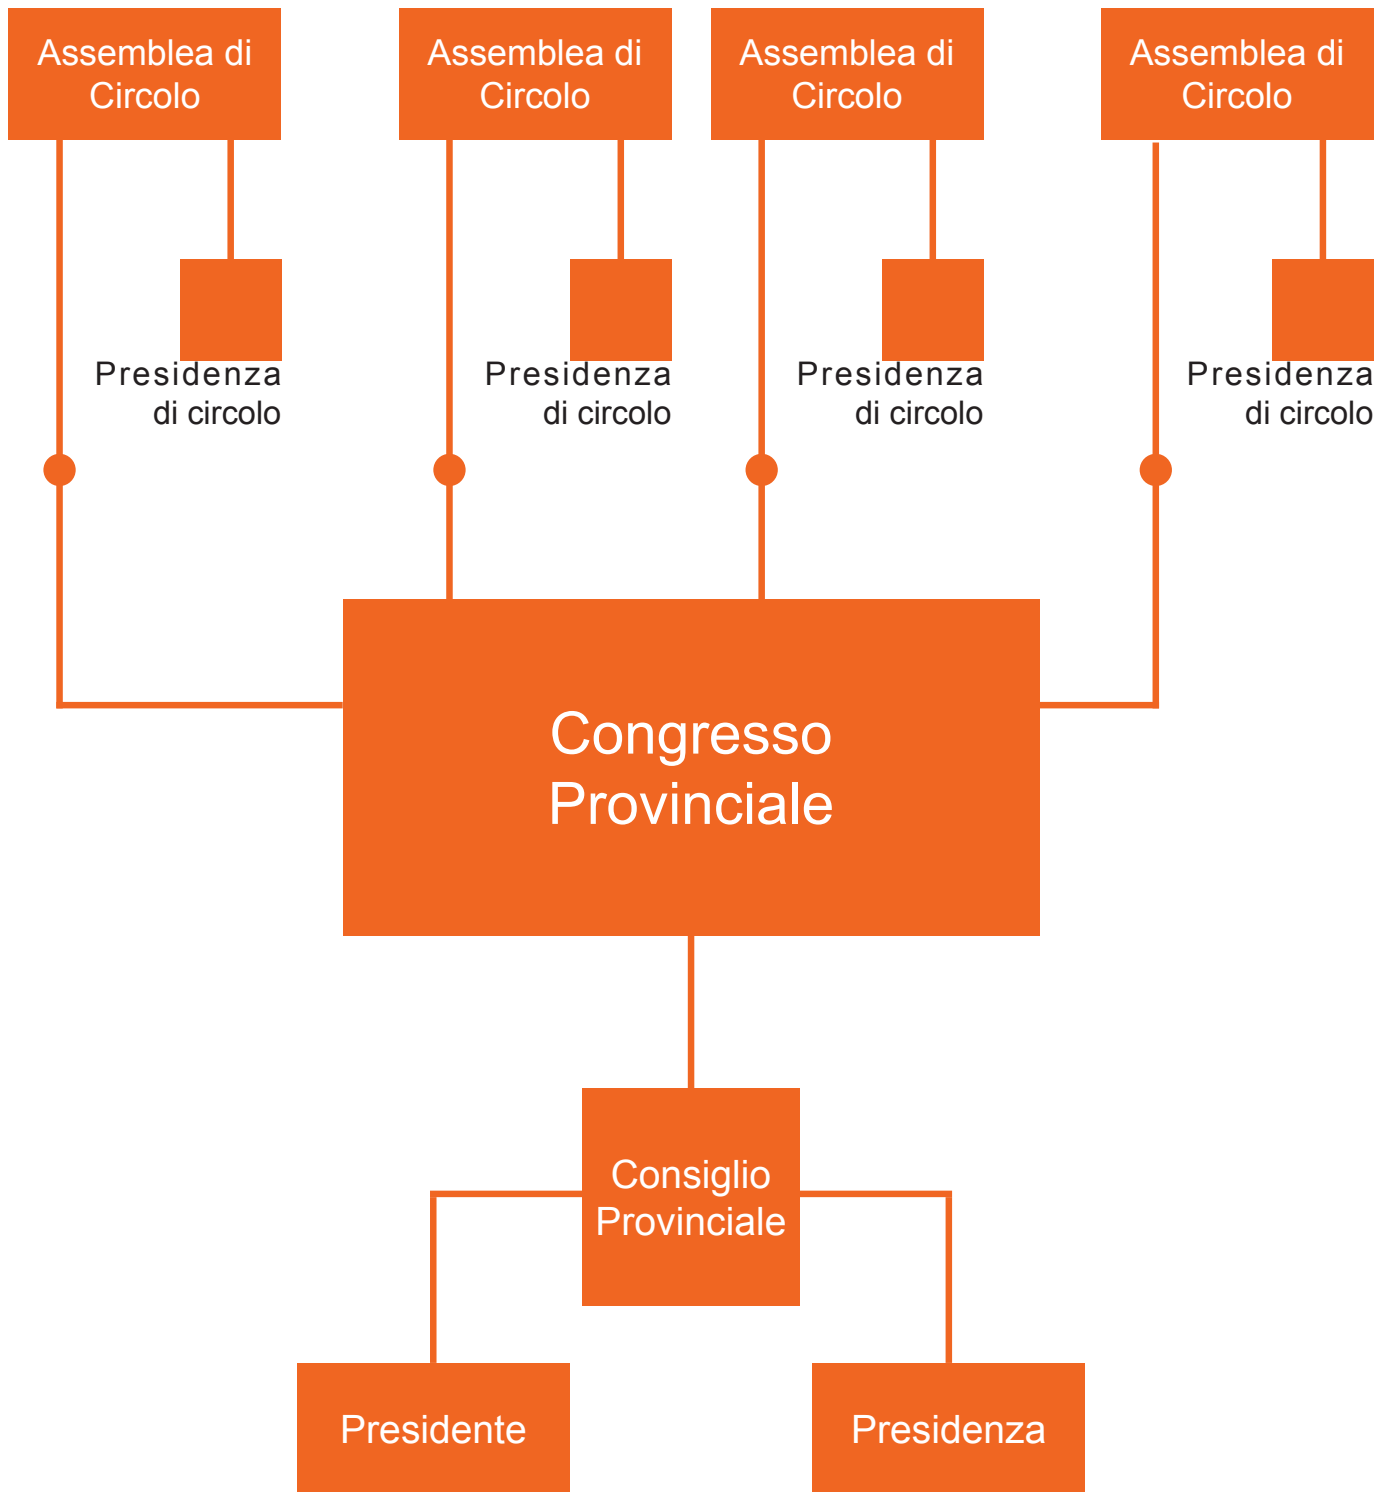 Assemblea di
Circolo
Assemblea di
Circolo
Assemblea di
Circolo
Assemblea di
Circolo
Presidenza
di circolo
Presidenza
di circolo
Presidenza
di circolo
Presidenza
di circolo
Congresso
Provinciale
Consiglio
Provinciale
Presidente
Presidenza